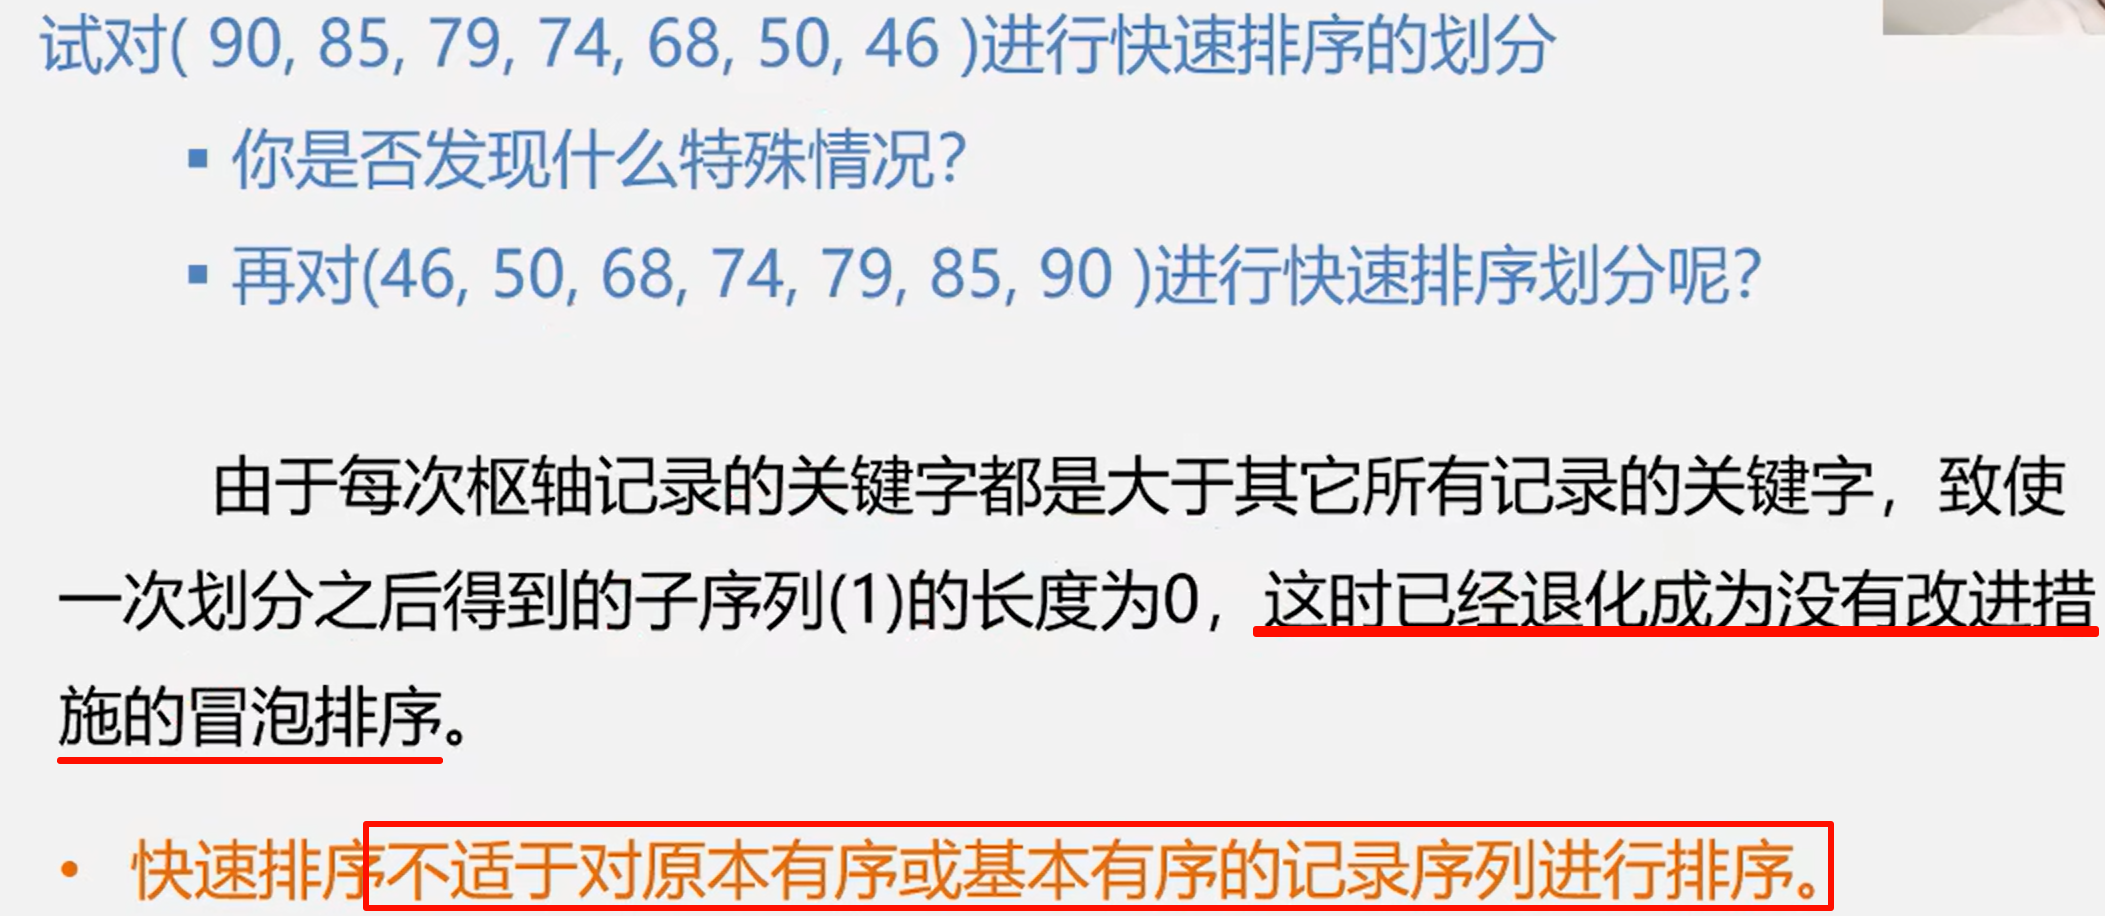 试对( 90, 85, 79, 74, 68, 50, 46 )进行快速排序的划分
▪ 你是否发现什么特殊情况？
▪ 再对(46, 50, 68, 74, 79, 85, 90 )进行快速排序划分呢？
由于每次枢轴记录的关键字都是大于其它所有记录的关键字，致使
一次划分之后得到的子序列(1)的长度为0，这时已经退化成为没有改进措
施的冒泡排序。
• 快速排序不适于对原本有序或基本有序的记录序列进行排序。